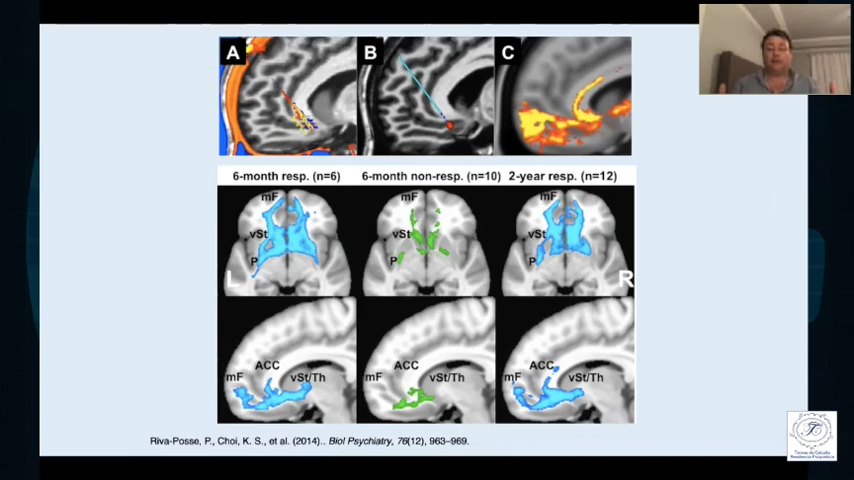 A B C
6-month resp. (n=6) 6-month non-resp. (n=10) 2-year resp. (n=12)
mF mF mF
vSt vSt vSt
P P P
L R
ACC ACC ACC
mF vSt/Th mF vSt/Th mF vSt/Th
Riva-Posse, P., Choi, K. S., et al. (2014).. Biol Psychiatry, 76(12), 963–969.